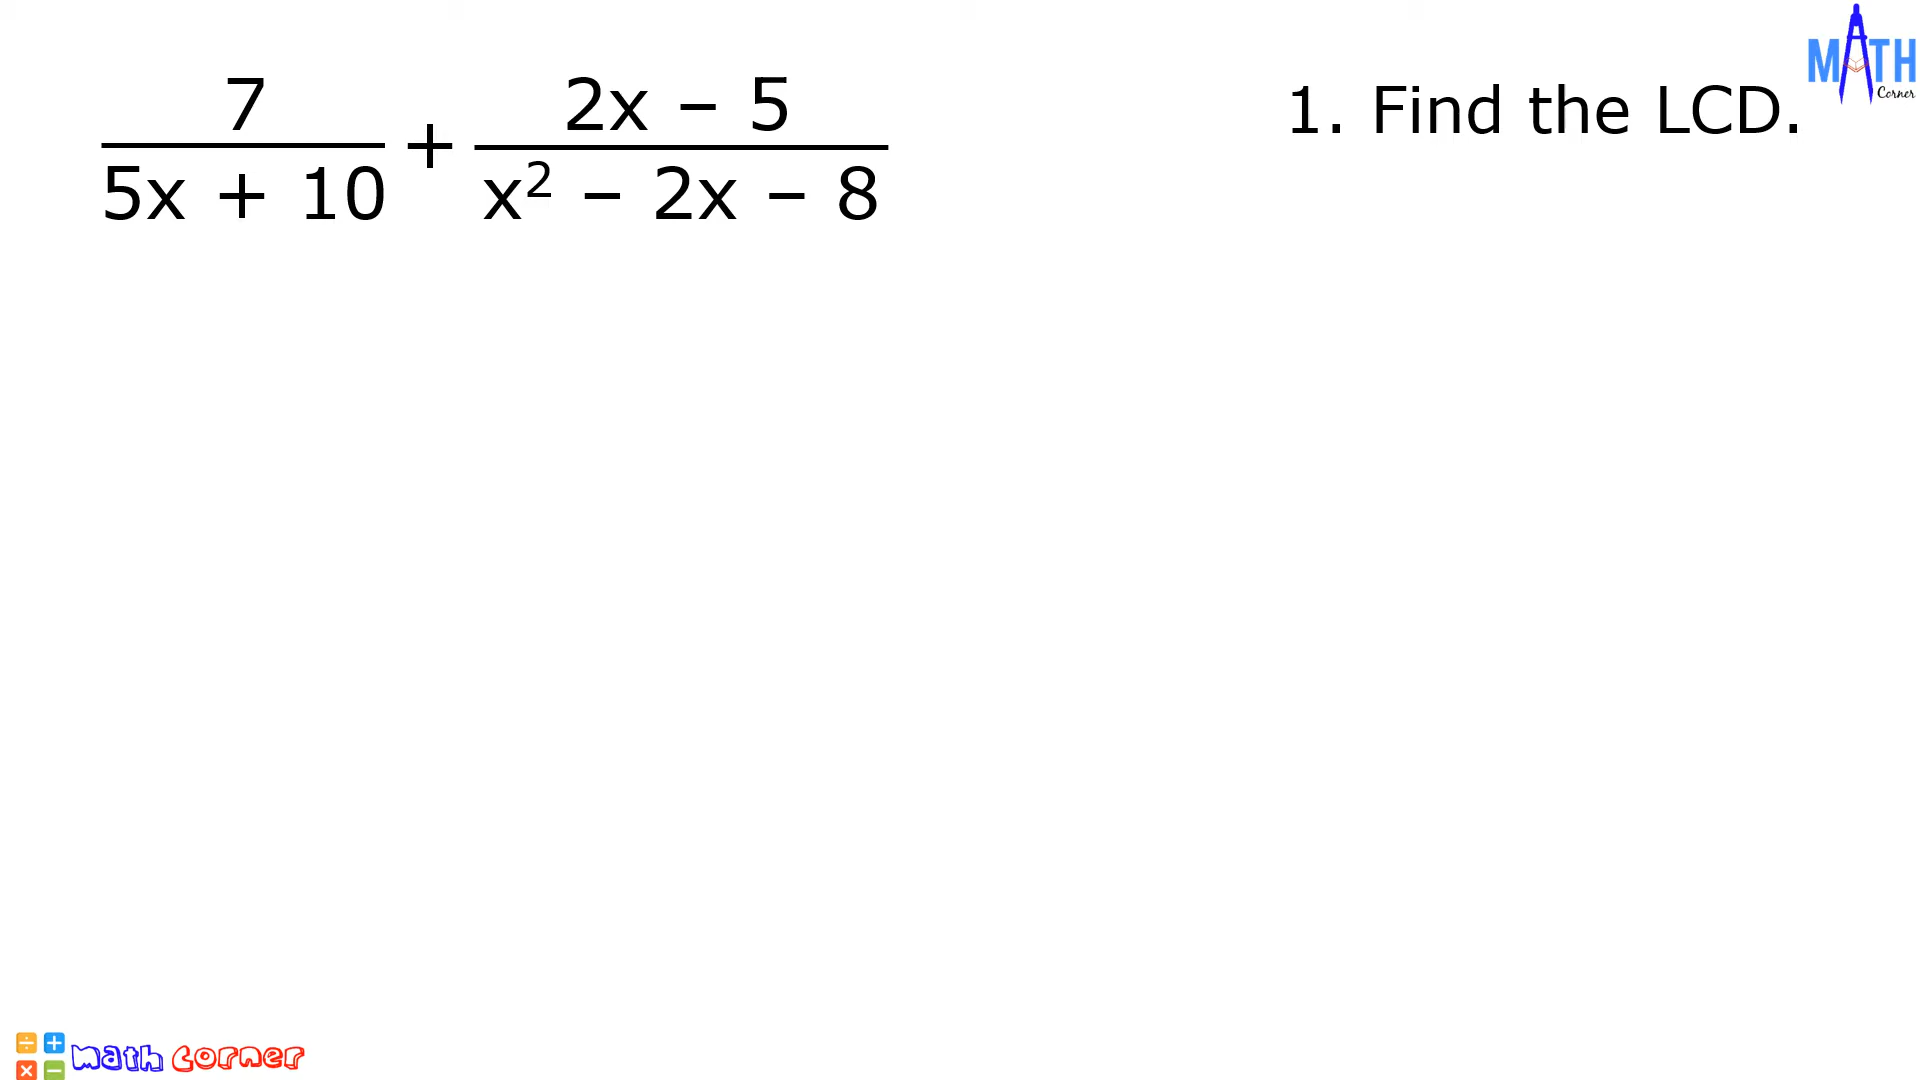 MATH
Corner
1. Find the LCD.
7 2x – 5
+
5x + 10 x² – 2x – 8
÷ +
× −
math corner